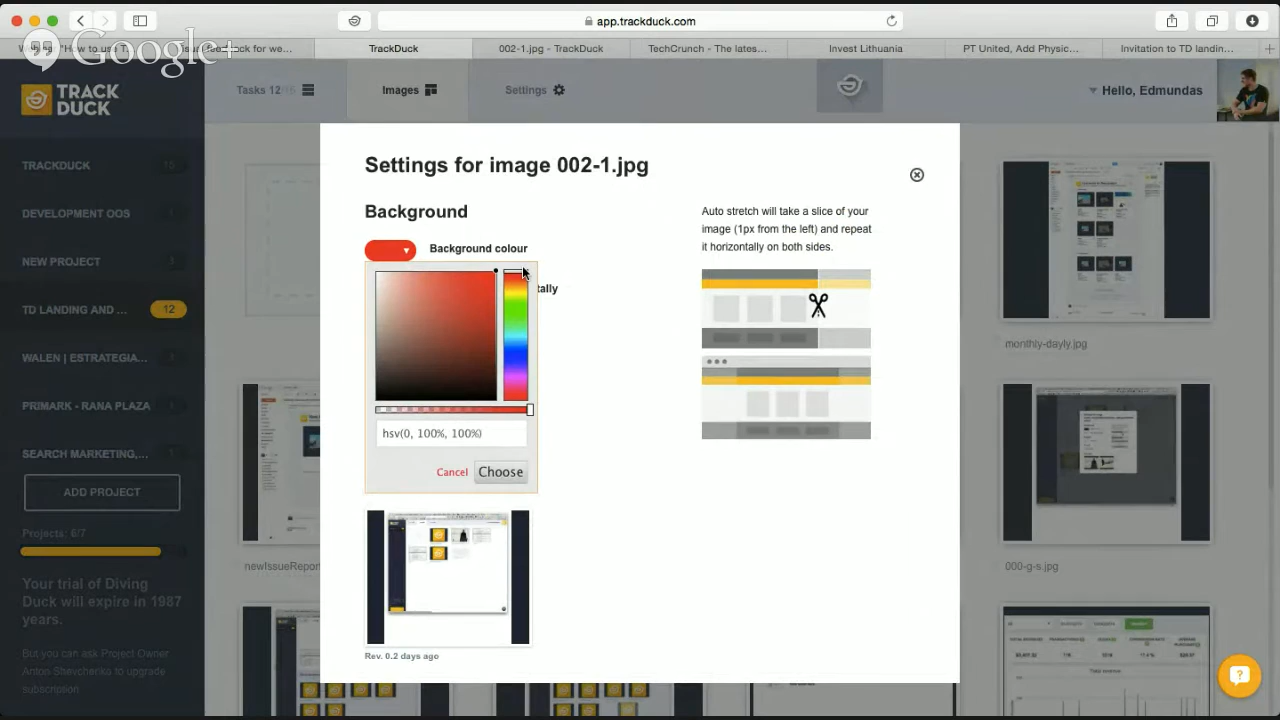 app.trackduck.com
Google+
TrackDuck
002-1.jpg - TrackDuck
TechCrunch - The lates...
Invest Lithuania
PT United, Add Physic...
Invitation to TD landin...
TRACK
DUCK
Tasks 12
Images
Settings
Hello, Edmundas
TRACKDUCK 15
DEVELOPMENT OOS
NEW PROJECT
TD LANDING AND ... 12
WALEN | ESTRATEGIA...
PRIMARK - RANA PLAZA
SEARCH MARKETING,...
ADD PROJECT
Projects: 6/7
Your trial of Diving
Duck will expire in 1987
years.
But you can ask Project Owner
Anton Shevchenko to upgrade
subscription
Settings for image 002-1.jpg
Background
Background colour
tally
hsv(0, 100%, 100%)
Cancel
Choose
Rev. 0.2 days ago
Auto stretch will take a slice of your
image (1px from the left) and repeat
it horizontally on both sides.
newIssueRepor
monthly-dayly.jpg
000-g-s.jpg